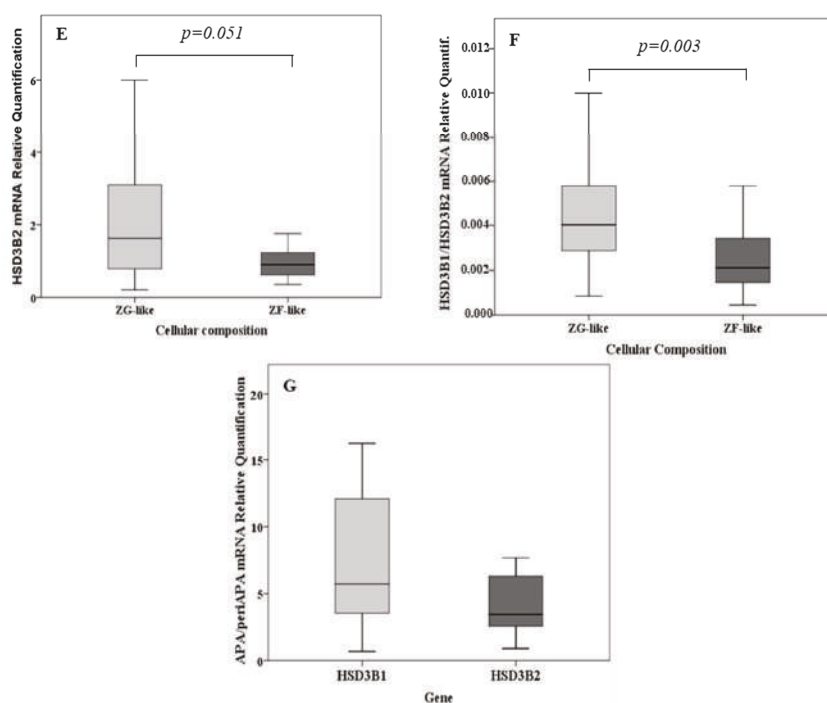 E
p=0.051
HSD3B2 mRNA Relative Quantification
6
4
2
0
ZG-like ZF-like
Cellular composition
F
p=0.003
HSD3B1/HSD3B2 mRNA Relative Quantif.
0.012
0.010
0.008
0.006
0.004
0.002
0.000
ZG-like ZF-like
Cellular Composition
G
APA/periAPA mRNA Relative Quantification
20
15
10
5
0
HSD3B1 HSD3B2
Gene